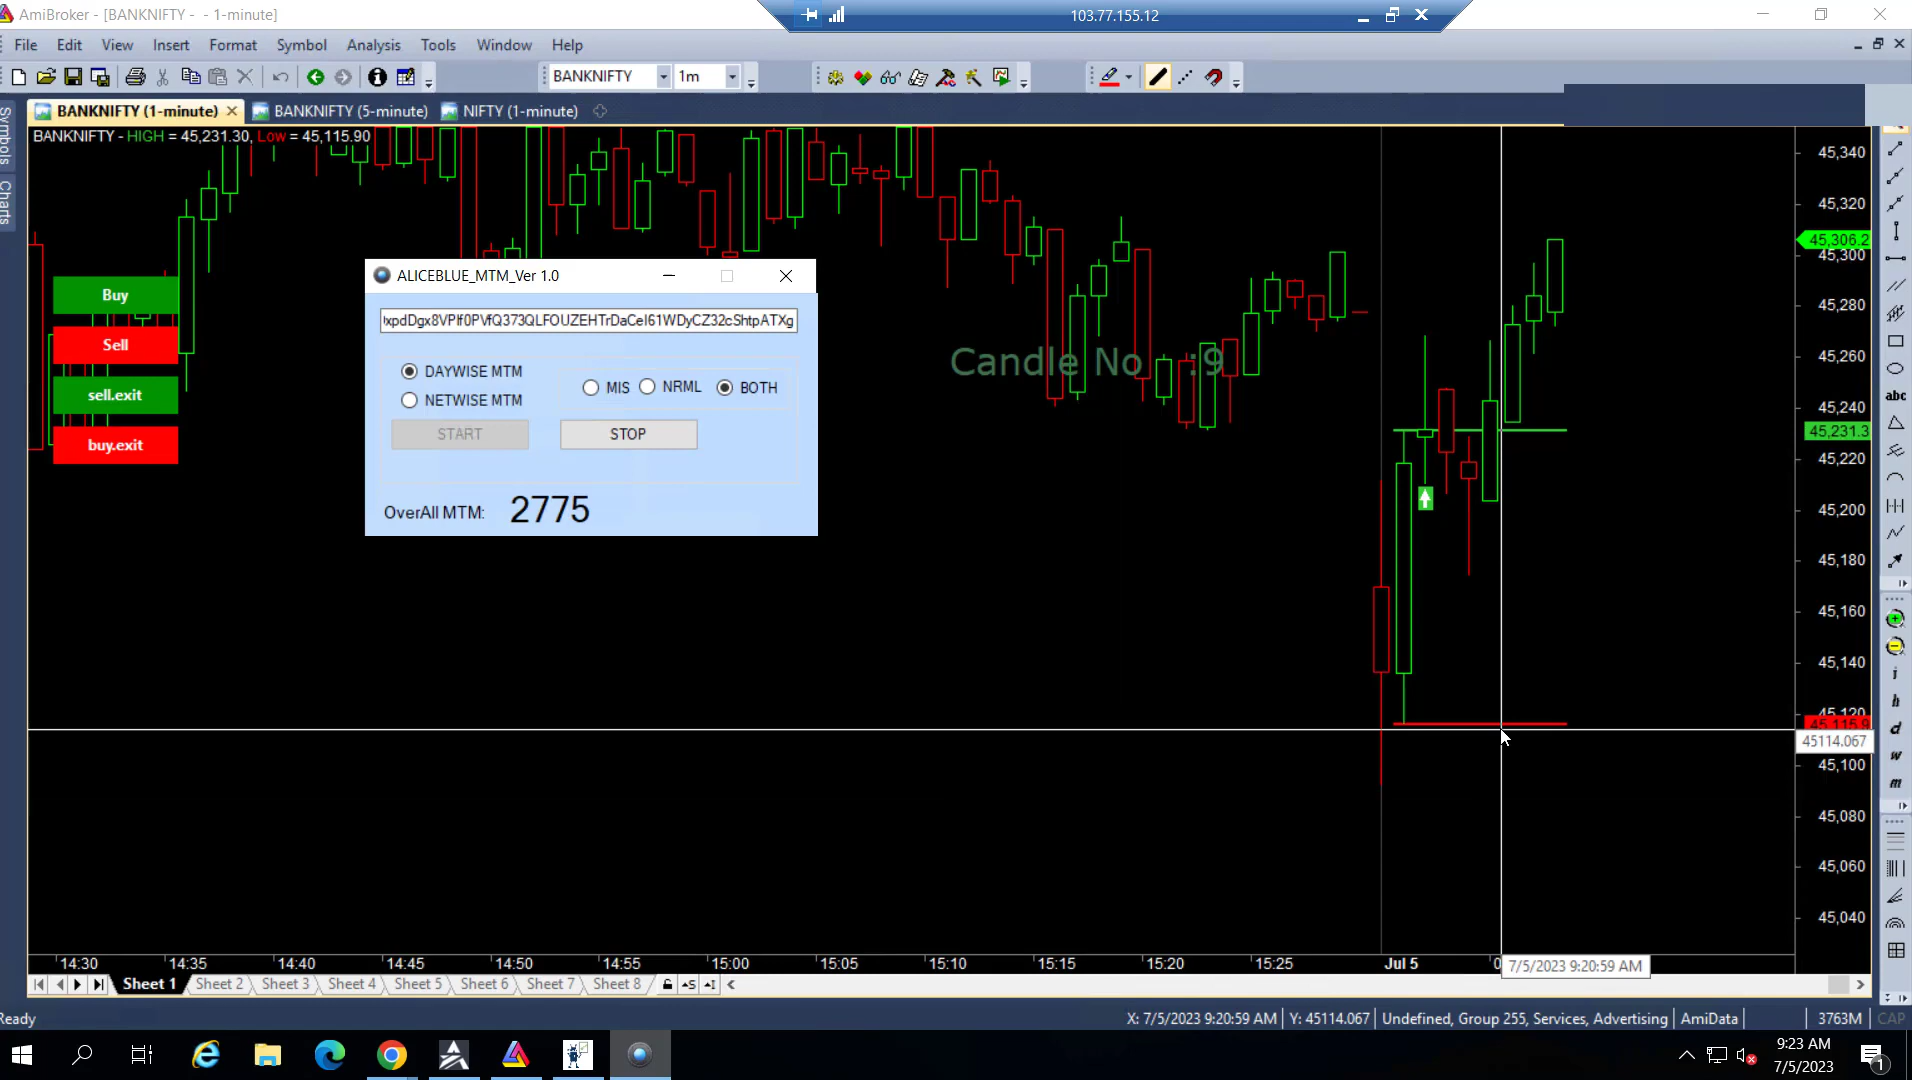 AmiBroker - [BANKNIFTY - - 1-minute]
103.77.155.12
File Edit View Insert Format Symbol Analysis Tools Window Help
BANKNIFTY 1m
BANKNIFTY (1-minute) BANKNIFTY (5-minute) NIFTY (1-minute)
BANKNIFTY - HIGH = 45,231.30, Low = 45,115.90
Symbols
Charts
Buy
Sell
sell.exit
buy.exit
ALICEBLUE_MTM_Ver 1.0
DAYWISE MTM
NETWISE MTM
MIS NRML BOTH
START STOP
OverAll MTM: 2775
Candle No :9
45,340
45,320
45,306.2
45,300
45,280
45,260
45,240
45,231.3
45,220
45,200
45,180
45,160
45,140
45,120
45,115.9
45114.067
45,100
45,080
45,060
45,040
abc
i
h
d
w
m
14:30 14:35 14:40 14:45 14:50 14:55 15:00 15:05 15:10 15:15 15:20 15:25 Jul 5
7/5/2023 9:20:59 AM
Sheet 1 Sheet 2 Sheet 3 Sheet 4 Sheet 5 Sheet 6 Sheet 7 Sheet 8
Ready
X: 7/5/2023 9:20:59 AM Y: 45114.067 Undefined, Group 255, Services, Advertising AmiData 3763M CAP
9:23 AM
7/5/2023
1